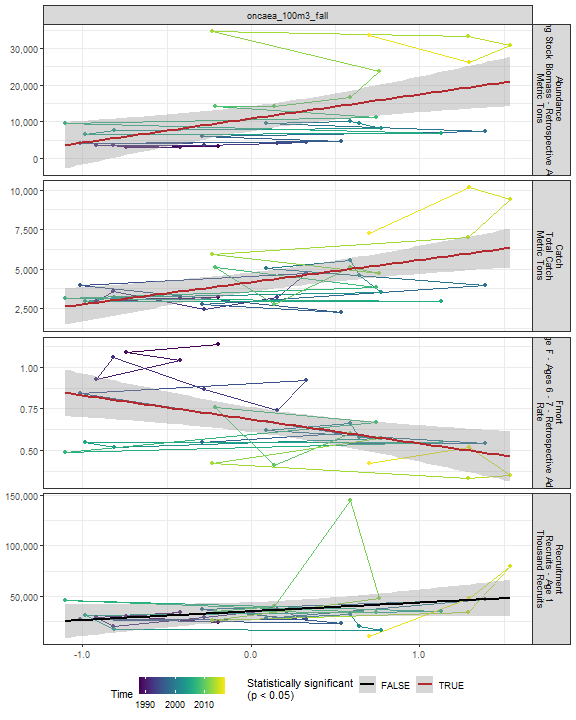 oncaea_100m3_fall
30,000
20,000
10,000
0
Abundance
Stock Biomass - Retrospective
Metric Tons
10,000
7,500
5,000
2,500
Catch
Total Catch
Metric Tons
1.00
0.75
0.50
Fmort
F - Ages 6 - 7 - Retrospective
Rate
150,000
100,000
50,000
Recruitment
Recruits - Age 1
Thousand Recruits
-1.0
0.0
1.0
Time
1990 2000 2010
Statistically significant
(p < 0.05)
FALSE
TRUE